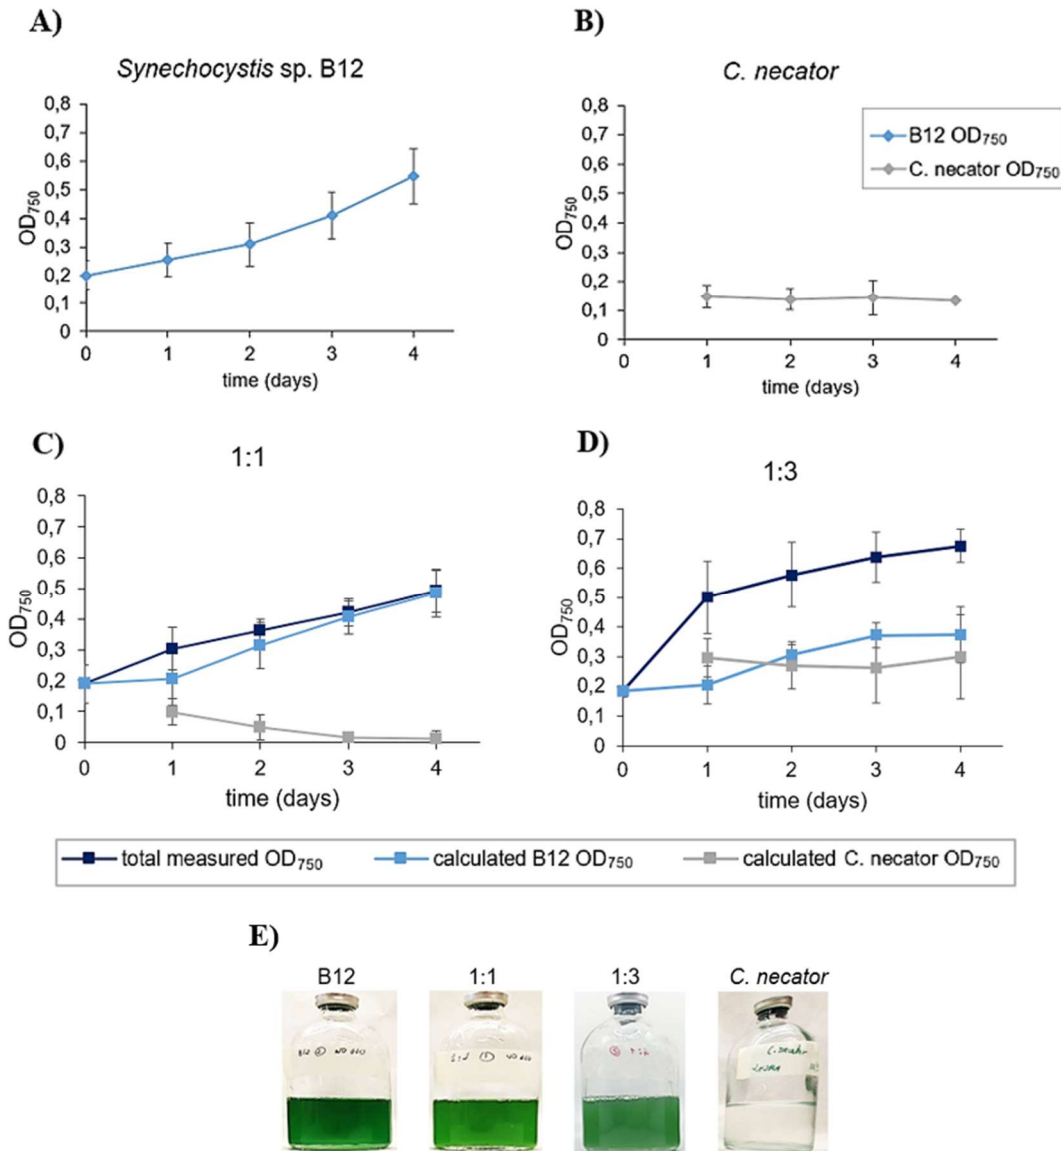 A)
Synechocystis sp. B12
0,8
0,7
0,6
0,5
0,4
0,3
0,2
0,1
0
OD750
0 1 2 3 4
time (days)
B)
C. necator
0,8
0,7
0,6
0,5
0,4
0,3
0,2
0,1
0
OD750
0 1 2 3 4
time (days)
B12 OD750
C. necator OD750
C)
1:1
0,8
0,7
0,6
0,5
0,4
0,3
0,2
0,1
0
OD750
0 1 2 3 4
time (days)
D)
1:3
0,8
0,7
0,6
0,5
0,4
0,3
0,2
0,1
0
OD750
0 1 2 3 4
time (days)
total measured OD750 calculated B12 OD750 calculated C. necator OD750
E)
B12 1:1 1:3 C. necator
B12